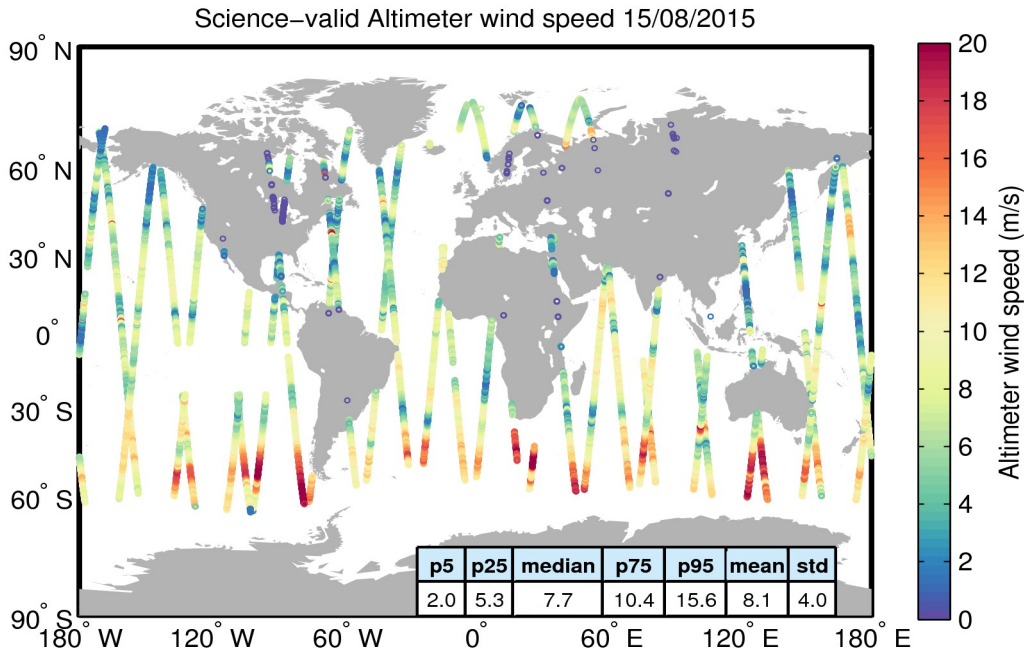 Science−valid Altimeter wind speed 15/08/2015
90° N
60° N
30° N
0°
30° S
60° S
90° S
180° W 120° W 60° W 0° 60° E 120° E 180° E
p5 p25 median p75 p95 mean std
2.0 5.3 7.7 10.4 15.6 8.1 4.0
20
18
16
14
12
10
8
6
4
2
0
Altimeter wind speed (m/s)